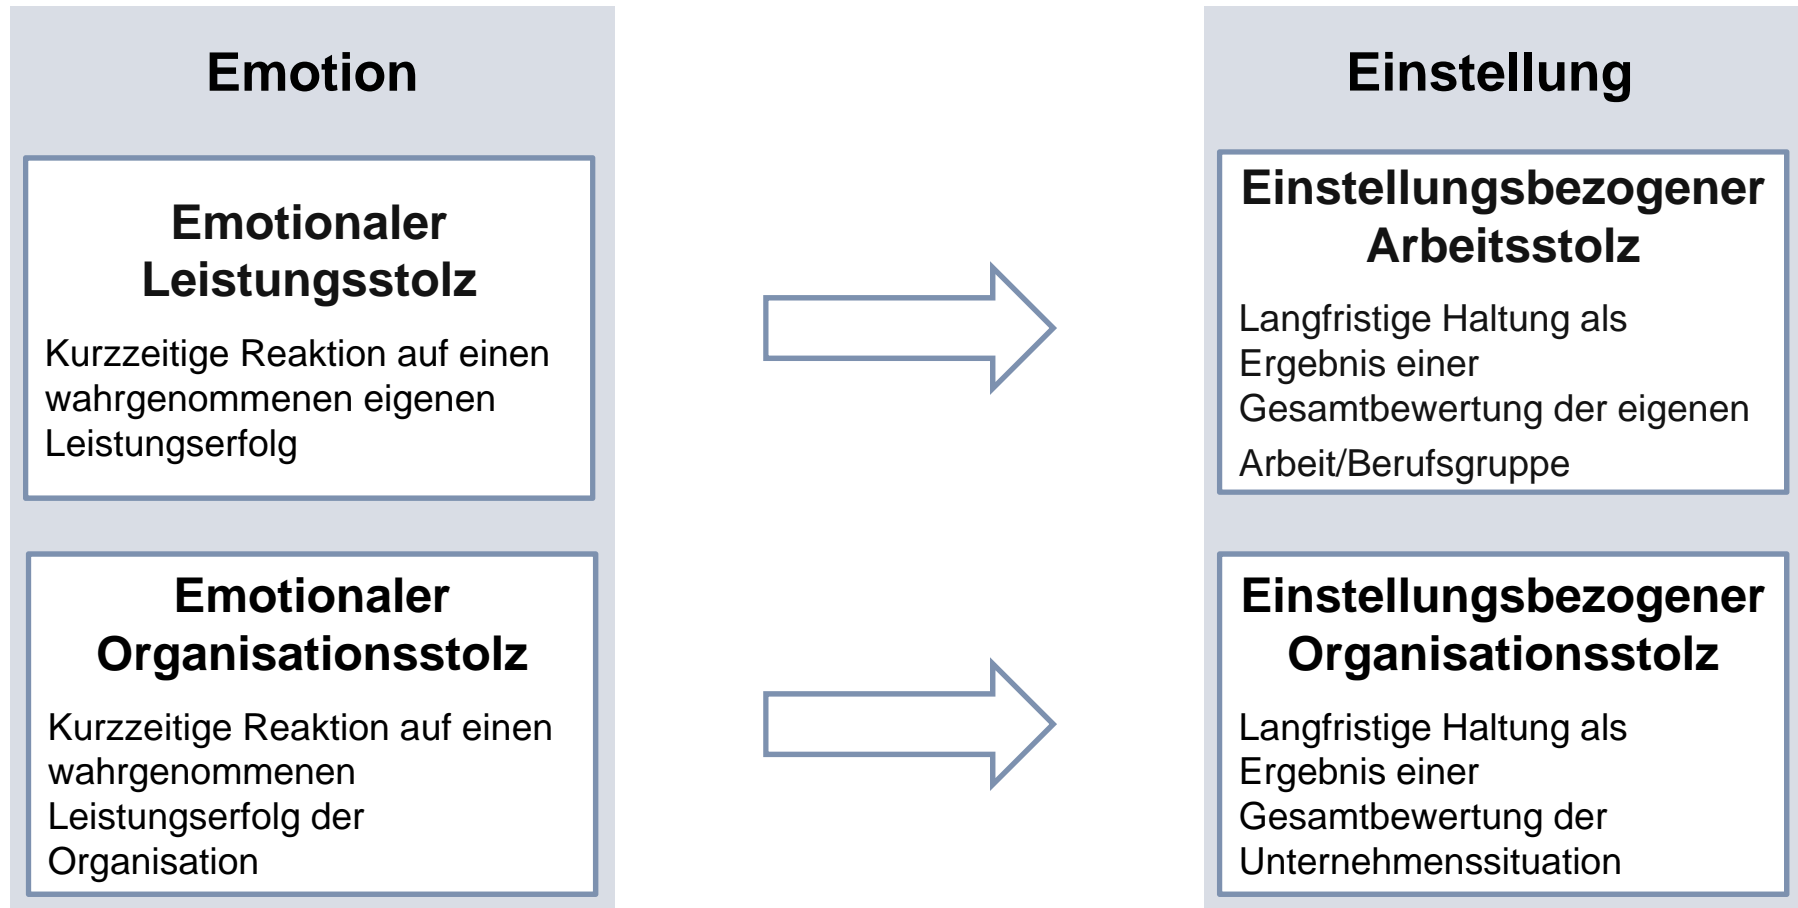 Emotion
Emotionaler
Leistungsstolz
Kurzzeitige Reaktion auf einen
wahrgenommenen eigenen
Leistungserfolg
Emotionaler
Organisationsstolz
Kurzzeitige Reaktion auf einen
wahrgenommenen
Leistungserfolg der
Organisation
Einstellung
Einstellungsbezogener
Arbeitsstolz
Langfristige Haltung als
Ergebnis einer
Gesamtbewertung der eigenen
Arbeit/Berufsgruppe
Einstellungsbezogener
Organisationsstolz
Langfristige Haltung als
Ergebnis einer
Gesamtbewertung der
Unternehmenssituation